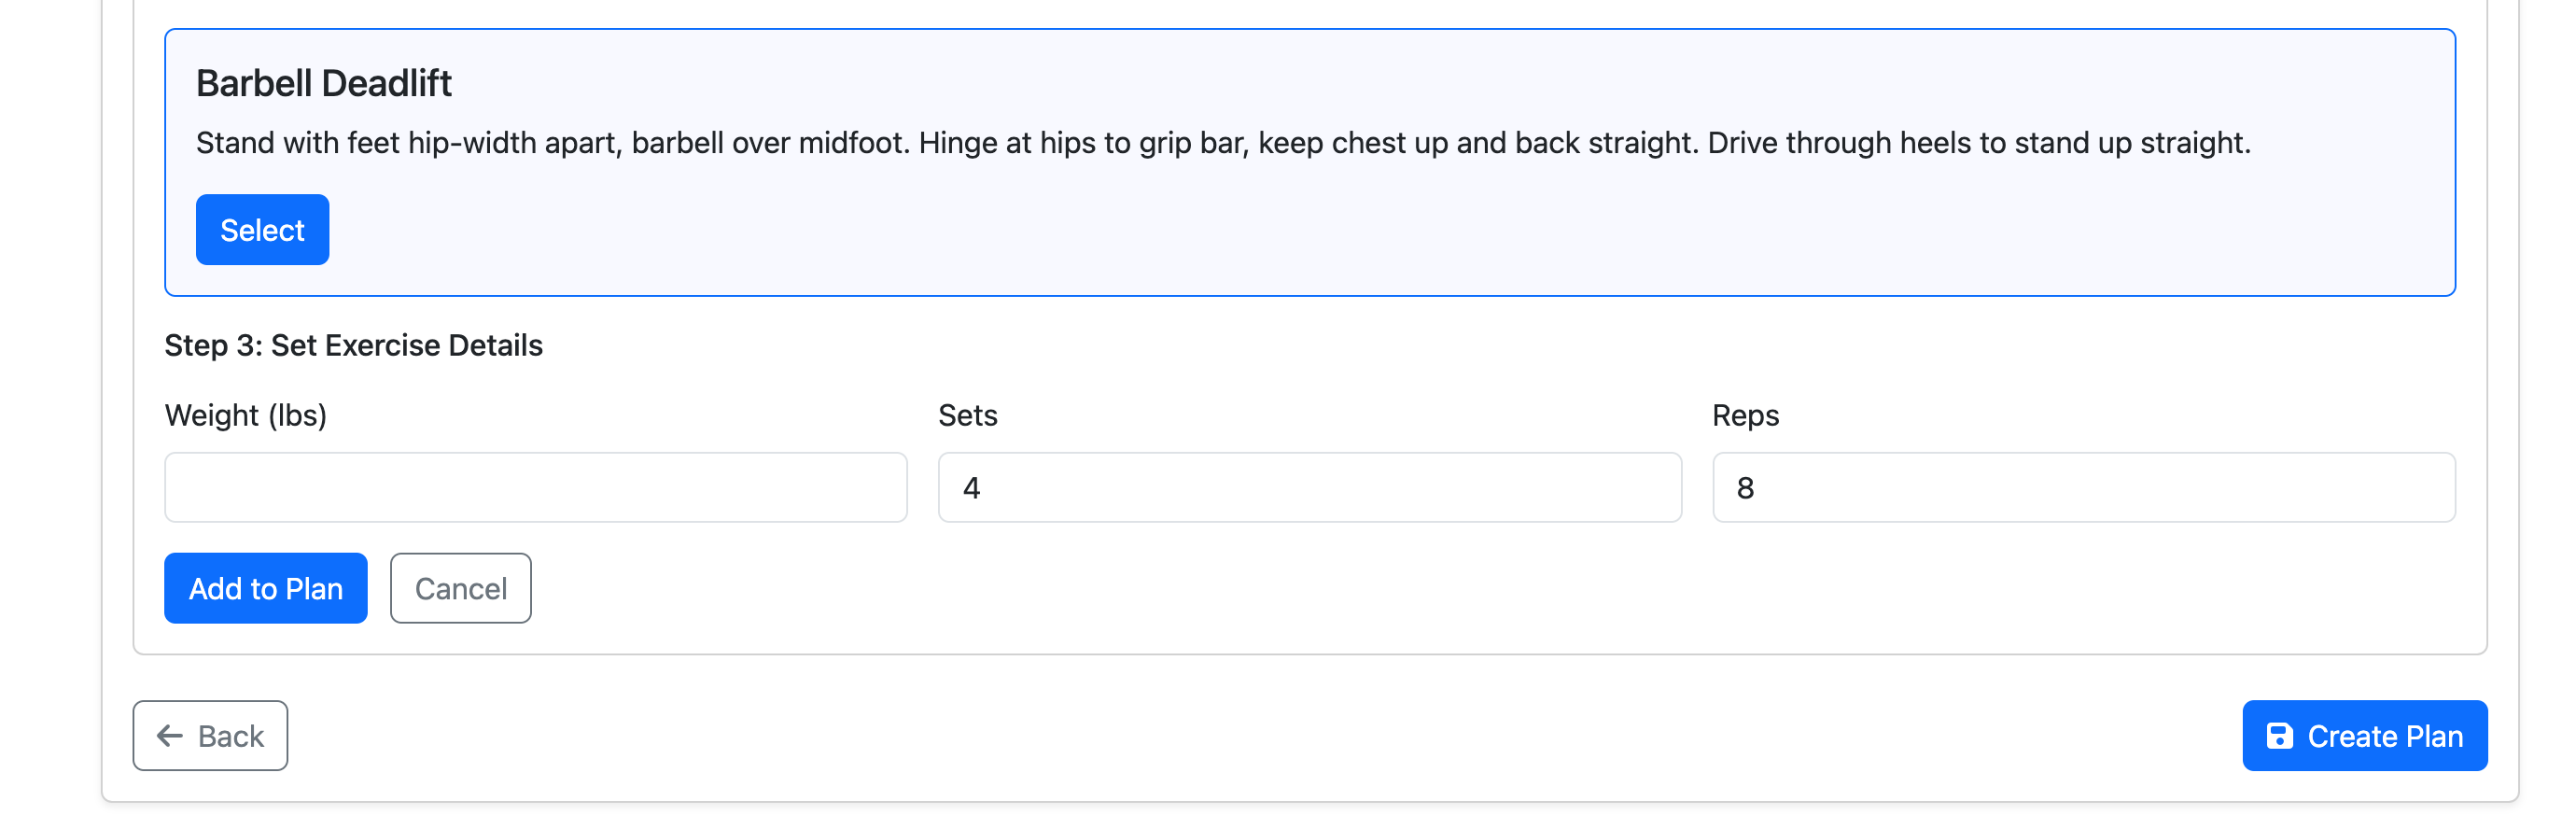 Barbell Deadlift
Stand with feet hip-width apart, barbell over midfoot. Hinge at hips to grip bar, keep chest up and back straight. Drive through heels to stand up straight.
Select
Step 3: Set Exercise Details
Weight (lbs) Sets Reps
4 8
Add to Plan Cancel
Back Create Plan